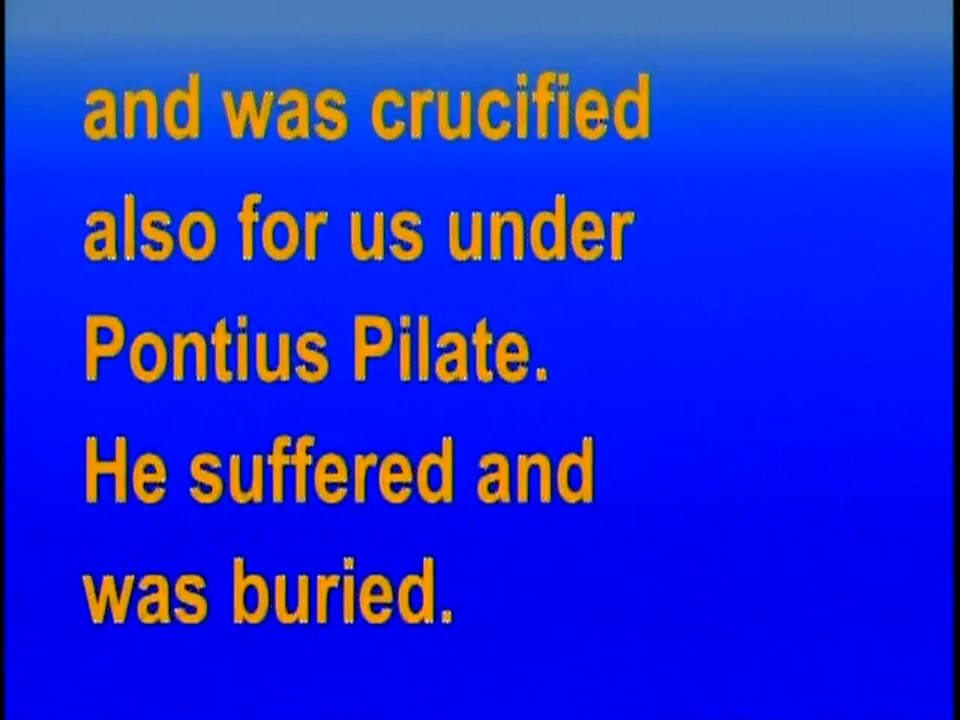 and was crucified
also for us under
Pontius Pilate.
He suffered and
was buried.